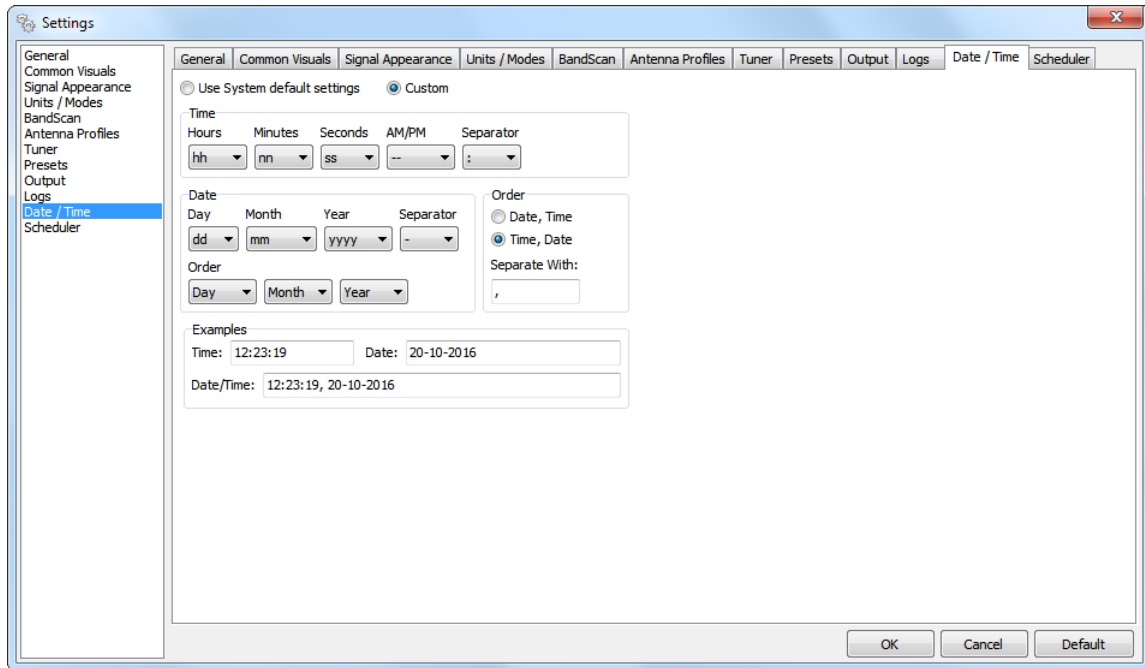 Settings
General
Common Visuals
Signal Appearance
Units / Modes
BandScan
Antenna Profiles
Tuner
Presets
Output
Logs
Date / Time
Scheduler
General Common Visuals Signal Appearance Units / Modes BandScan Antenna Profiles Tuner Presets Output Logs Date / Time Scheduler
Use System default settings Custom
Time
Hours Minutes Seconds AM/PM Separator
hh nn ss -- :
Date
Day Month Year Separator
dd mm yyyy -
Order
Day Month Year
Order
Date, Time
Time, Date
Separate With:
,
Examples
Time: 12:23:19 Date: 20-10-2016
Date/Time: 12:23:19, 20-10-2016
OK Cancel Default